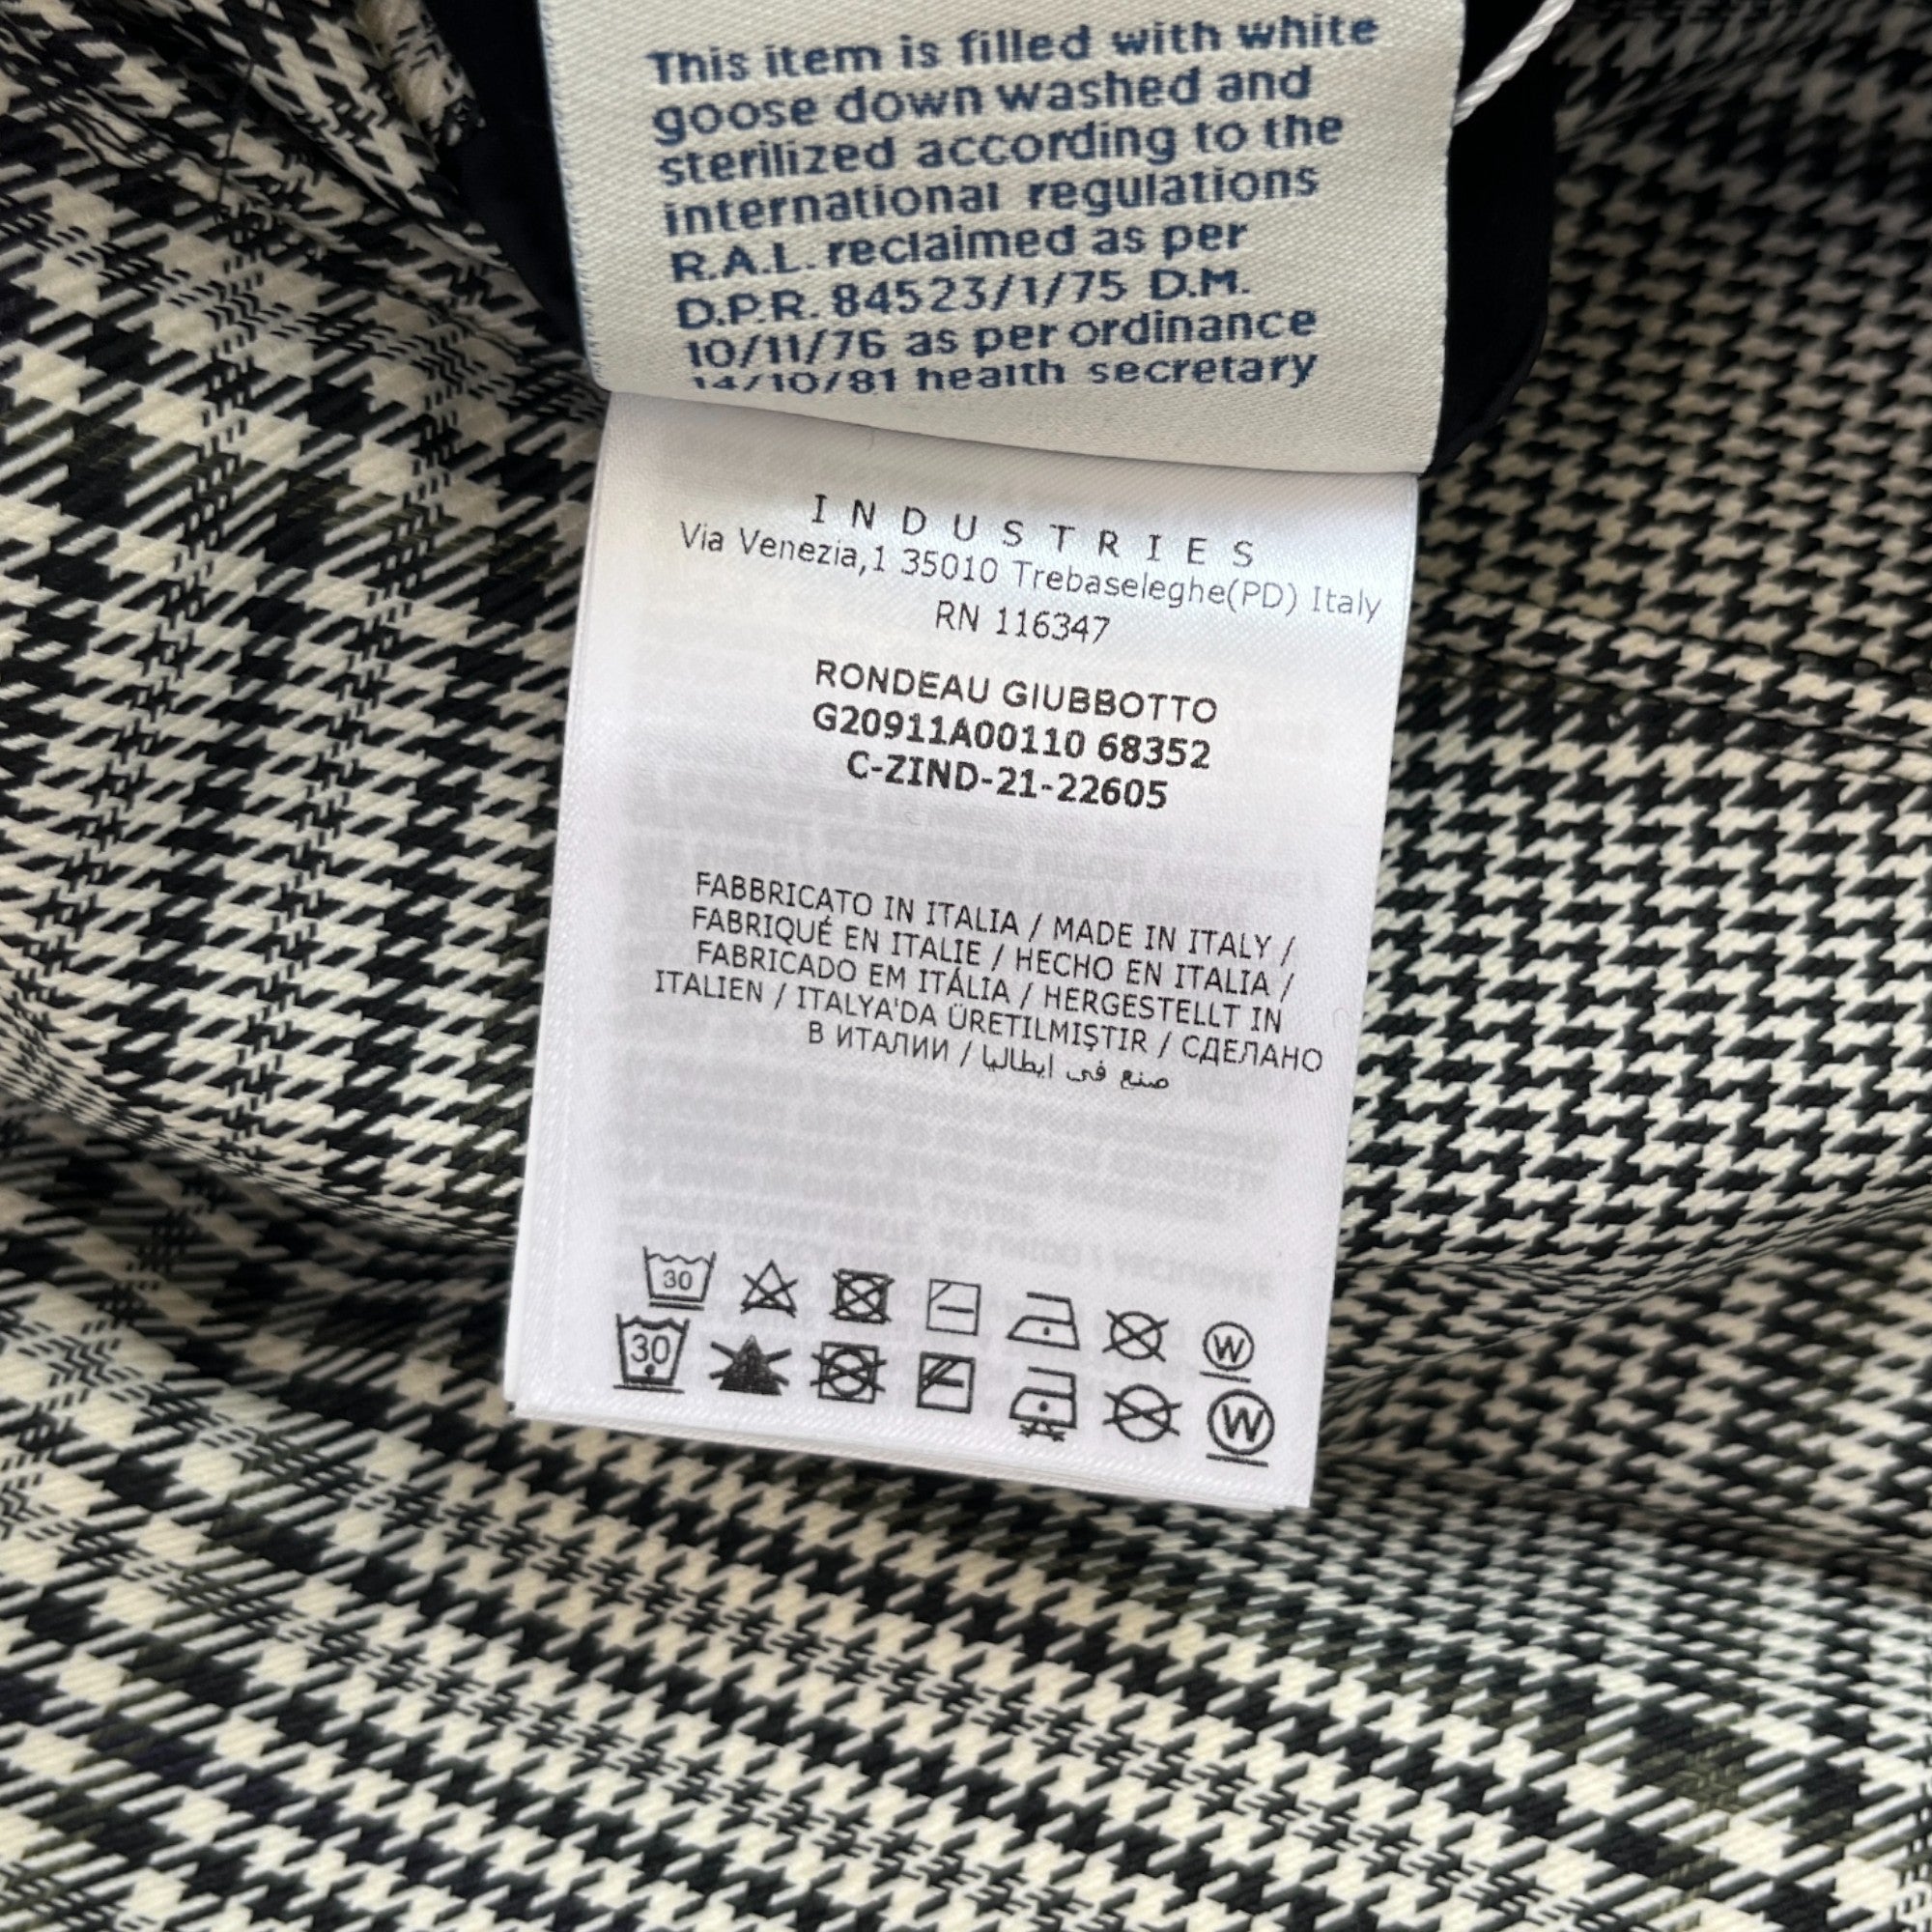 This item is filled with white
goose down washed and
sterilized according to the
international regulations
R.A.L. reclaimed as per
D.P.R. 84523/1/75 D.M.
10/11/76 as per ordinance
14/10/81 health secretary
INDUSTRIES
Via Venezia,1 35010 Trebaseleghe(PD) Italy
RN 116347
RONDEAU GIUBBOTTO
G20911A00110 68352
C-ZIND-21-22605
FABBRICATO IN ITALIA / MADE IN ITALY /
FABRIQUÉ EN ITALIE / HECHO EN ITALIA /
FABRICADO EM ITÁLIA / HERGESTELLT IN
ITALIEN / ITALYA'DA ÜRETILMIŞTIR / СДЕЛАНО
В ИТАЛИИ / صنع في ايطاليا
30 W
30 W